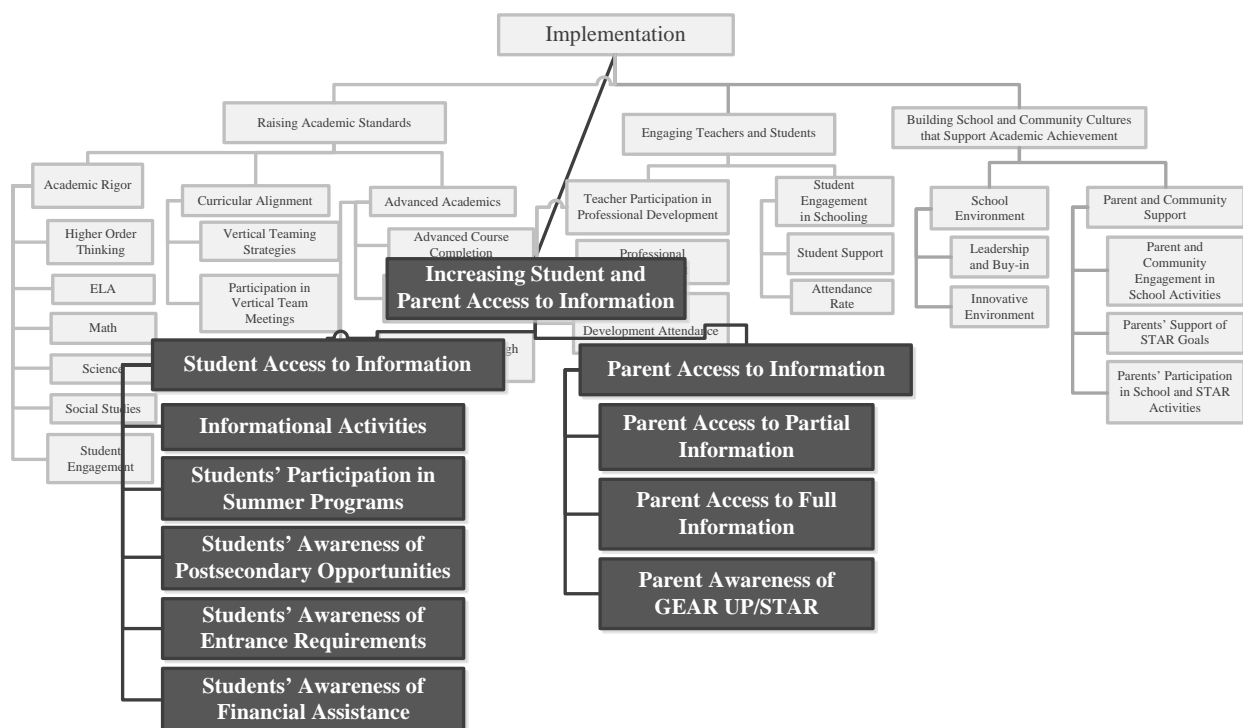 Implementation
Raising Academic Standards
Engaging Teachers and Students
Building School and Community Cultures
that Support Academic Achievement
Academic Rigor
Higher Order
Thinking
ELA
Math
Science
Social Studies
Student
Engagement
Curricular Alignment
Vertical Teaming
Strategies
Participation in
Vertical Team
Meetings
Advanced Academics
Advanced Course
Completion
Teacher Participation in
Professional Development
Professional
Development Attendance
Student
Engagement
in Schooling
Student Support
Attendance
Rate
School
Environment
Leadership
and Buy-in
Innovative
Environment
Parent and Community
Support
Parent and
Community
Engagement in
School Activities
Parents’ Support of
STAR Goals
Parents’ Participation
in School and STAR
Activities
Increasing Student and
Parent Access to Information
Student Access to Information
Informational Activities
Students’ Participation in
Summer Programs
Students’ Awareness of
Postsecondary Opportunities
Students’ Awareness of
Entrance Requirements
Students’ Awareness of
Financial Assistance
Parent Access to Information
Parent Access to Partial
Information
Parent Access to Full
Information
Parent Awareness of
GEAR UP/STAR